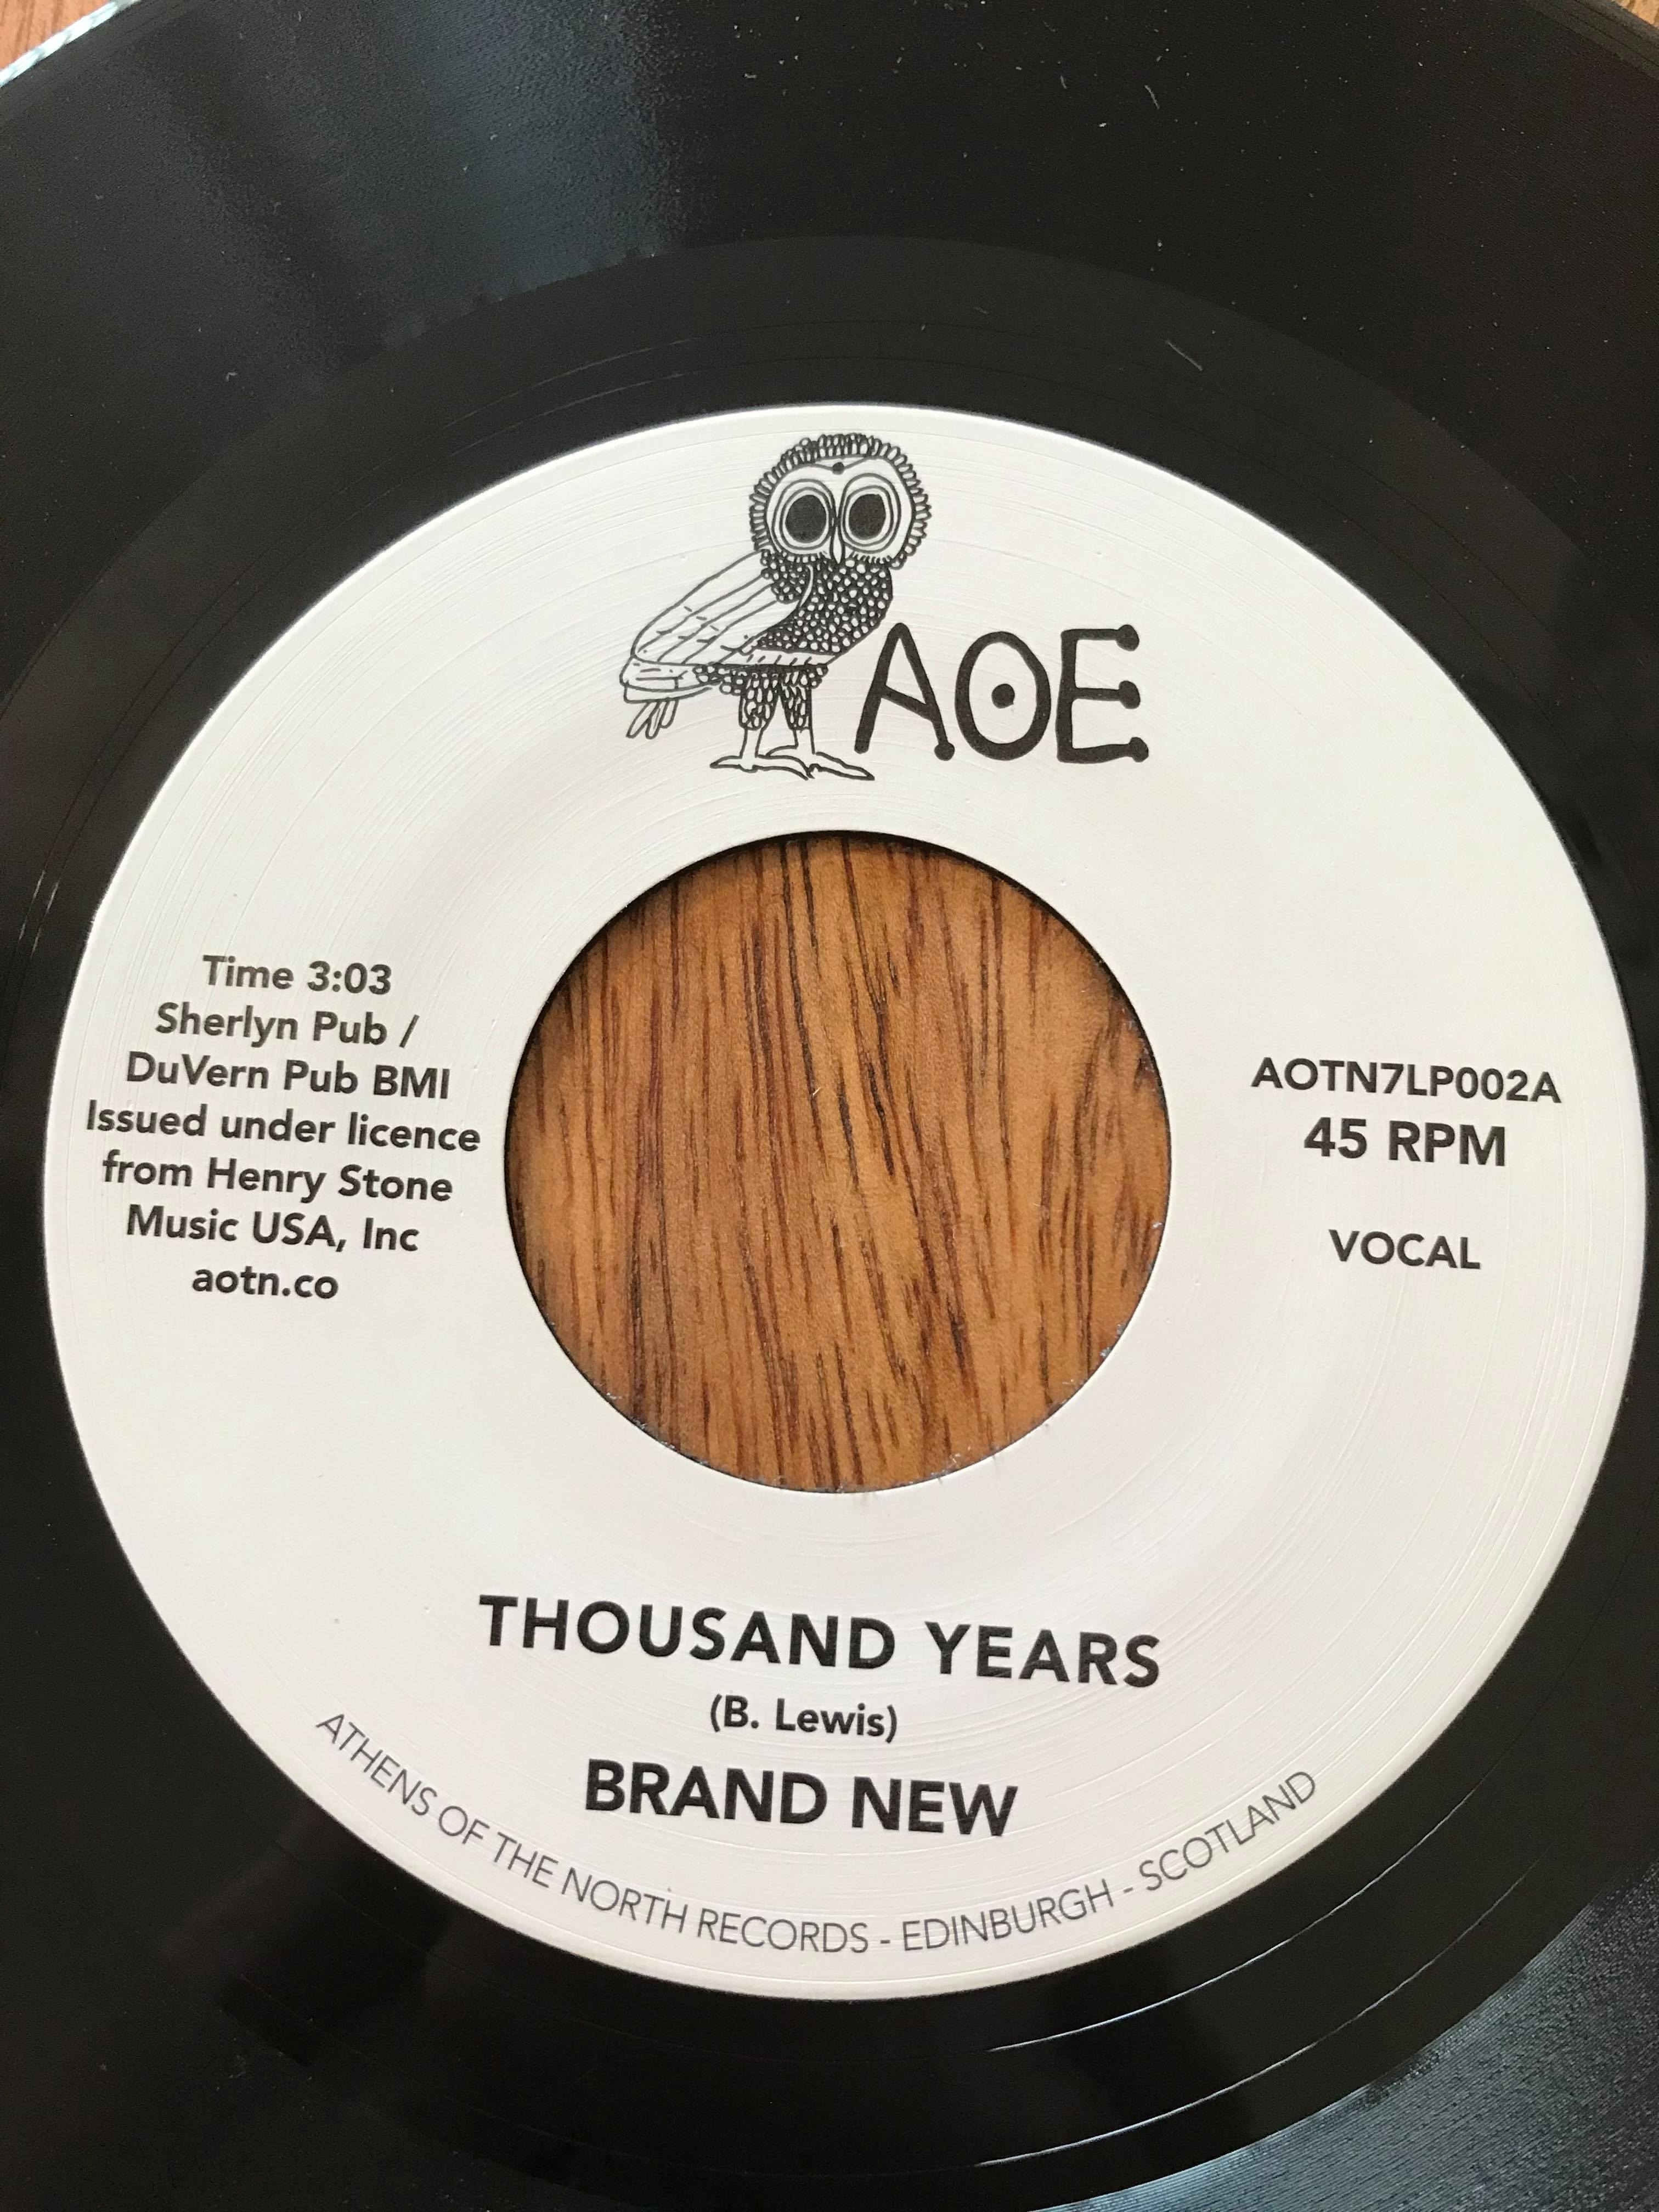 AOE
Time 3:03
Sherlyn Pub /
DuVern Pub BMI
Issued under licence
from Henry Stone
Music USA, Inc
aotn.co
AOTN7LP002A
45 RPM
VOCAL
THOUSAND YEARS
(B. Lewis)
BRAND NEW
ATHENS OF THE NORTH RECORDS - EDINBURGH - SCOTLAND